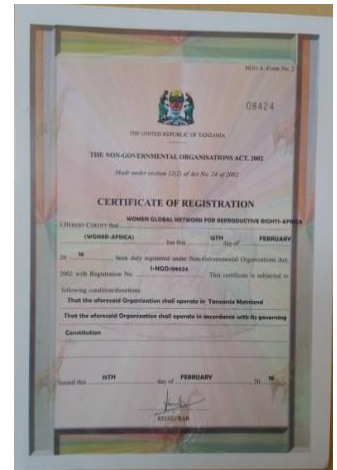 NGO A. Form No. 2
08424
THE UNITED REPUBLIC OF TANZANIA
THE NON-GOVERNMENTAL ORGANISATIONS ACT, 2002
Made under section 12(2) of Act No. 24 of 2002
CERTIFICATE OF REGISTRATION
WOMEN GLOBAL NETWORK FOR REPRODUCTIVE RIGHTS-AFRICA
I HEREBY CERTIFY that
(WGNRR-AFRICA) has this 15TH day of FEBRUARY
20 16 been duly registered under Non-Governmental Organisations Act,
2002 with Registration No. I-NGO/08424 This certificate is subjected to
following condition/directions
That the aforesaid Organization shall operate in Tanzania Mainland
That the aforesaid Organization shall operate in accordance with its governing
Constitution
Issued this 15TH day of FEBRUARY 20 16
REGISTRAR